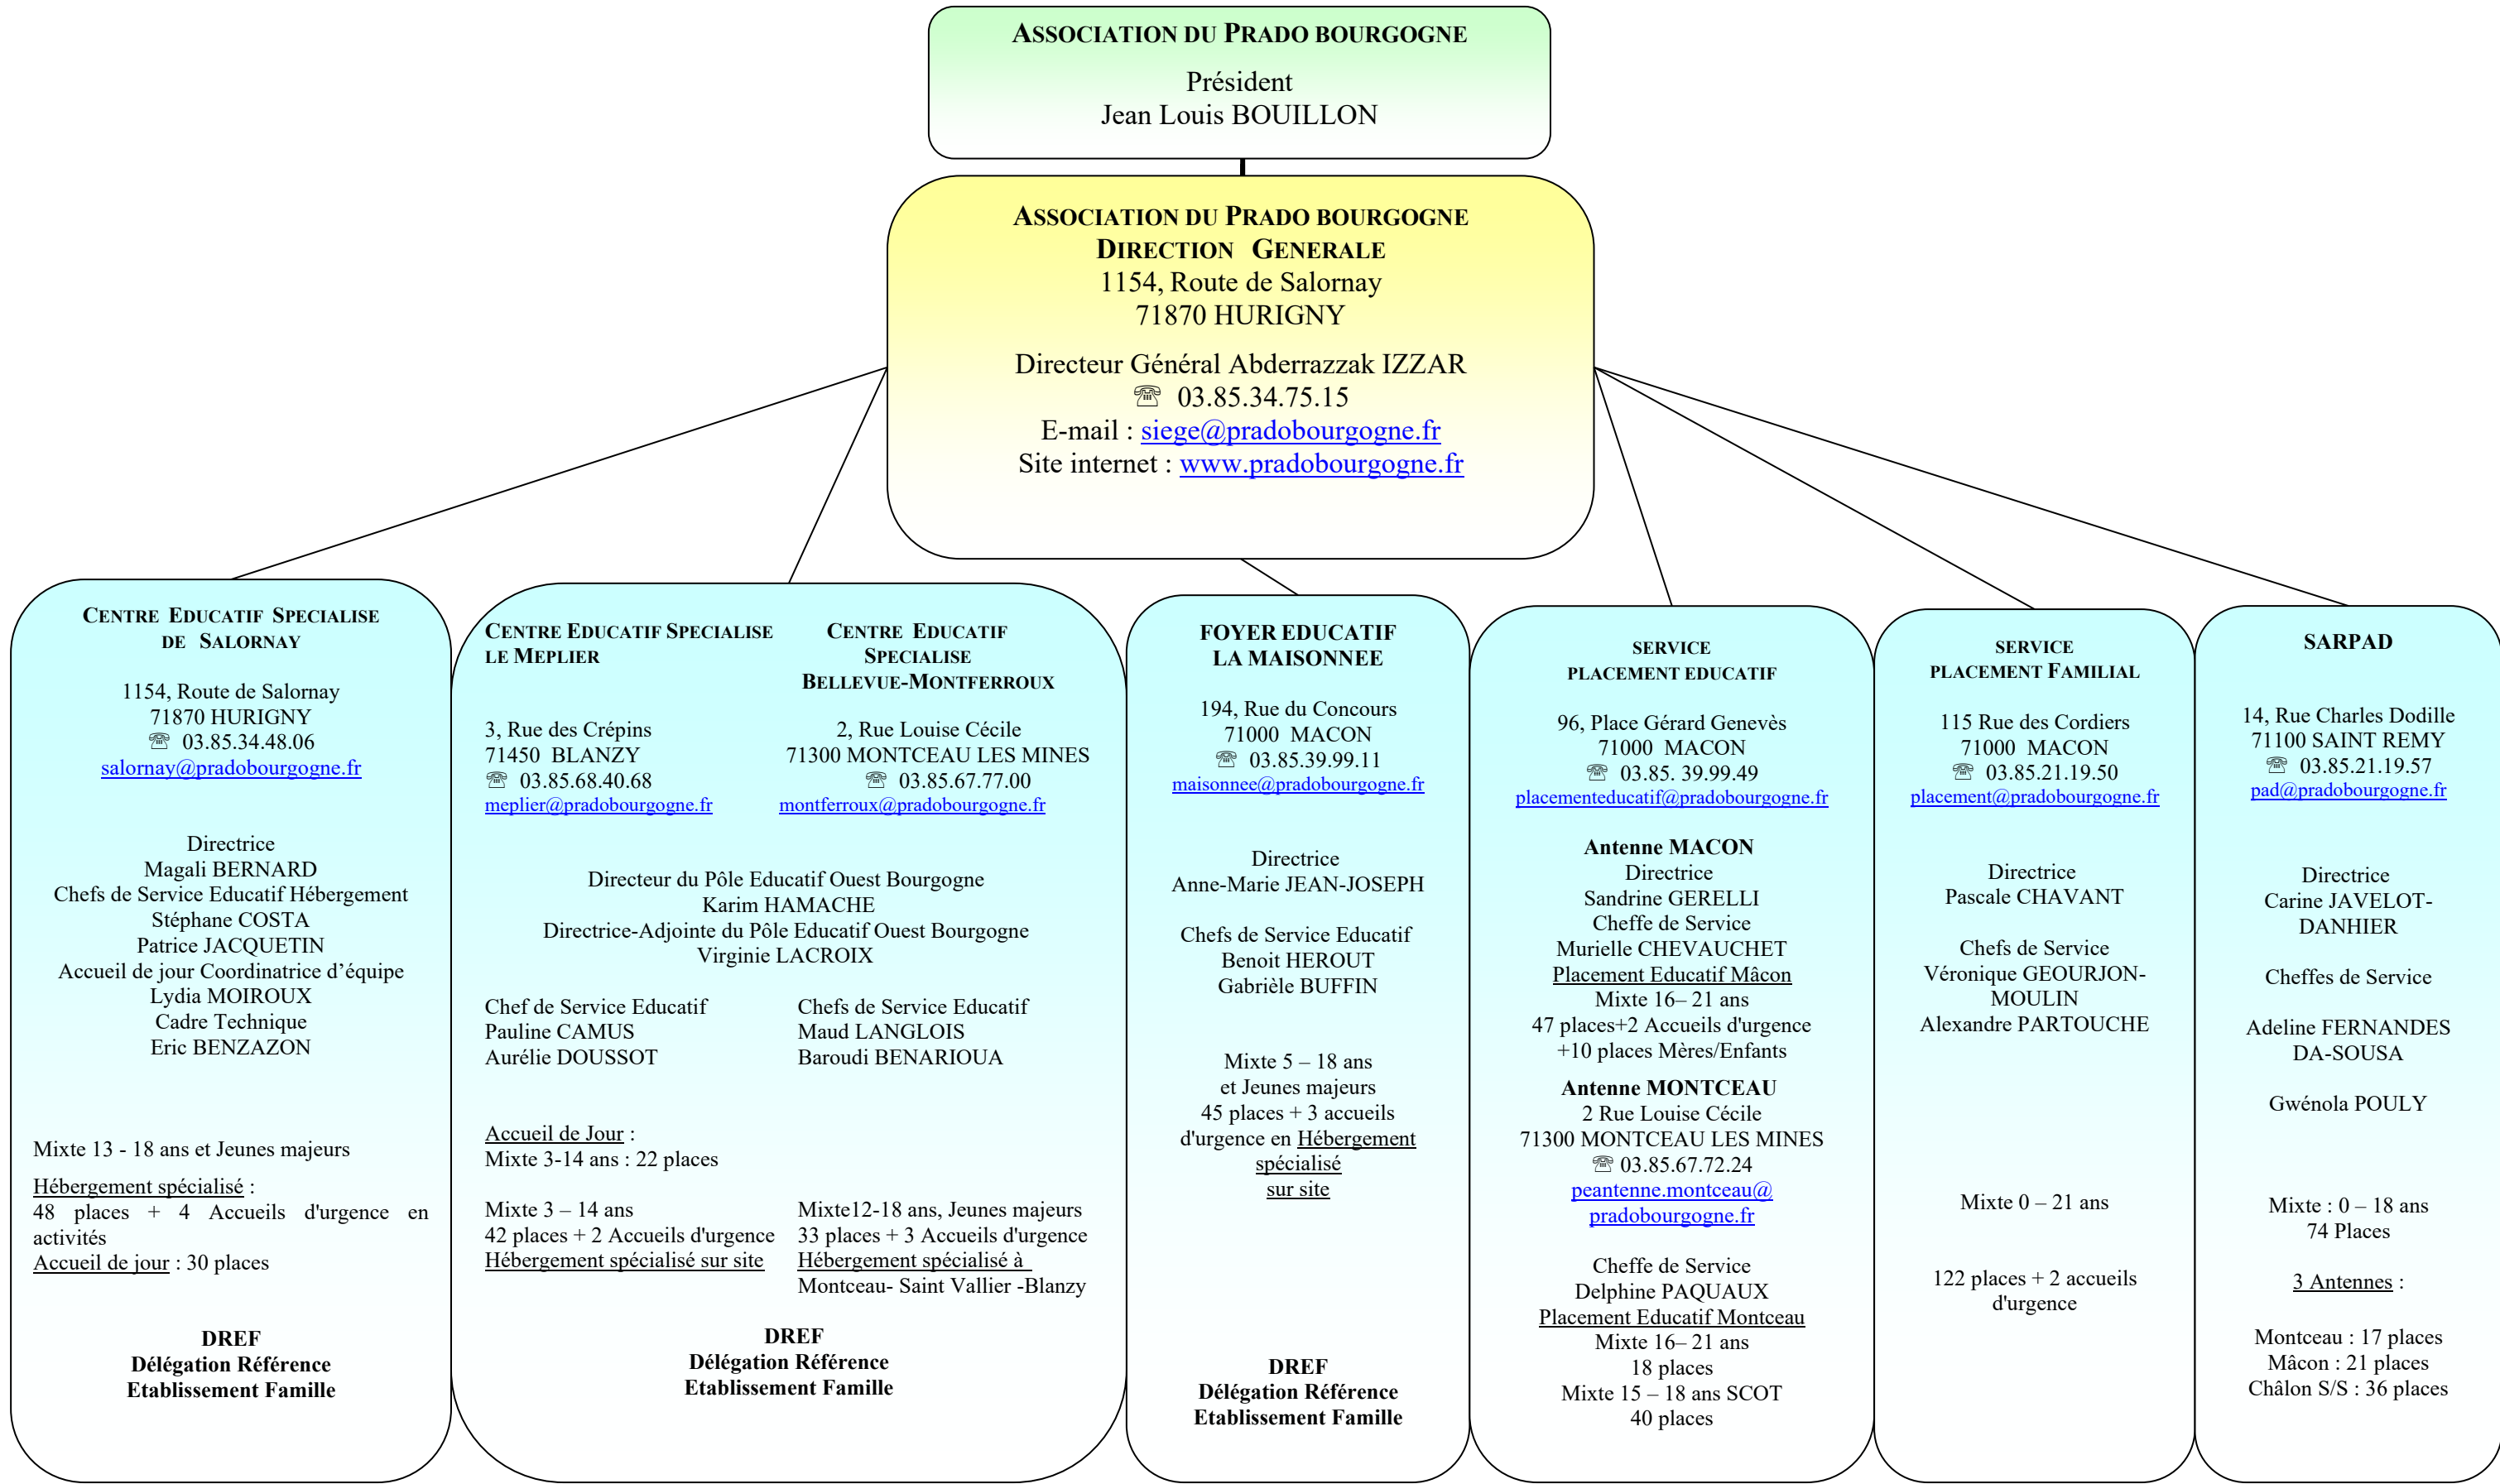 ASSOCIATION DU PRADO BOURGOGNE
Président
Jean Louis BOUILLON
ASSOCIATION DU PRADO BOURGOGNE
DIRECTION GENERALE
1154, Route de Salornay
71870 HURIGNY
Directeur Général Abderrazzak IZZAR
☏ 03.85.34.75.15
E-mail : siege@pradobourgogne.fr
Site internet : www.pradobourgogne.fr
CENTRE EDUCATIF SPECIALISE
DE SALORNAY
1154, Route de Salornay
71870 HURIGNY
☏ 03.85.34.48.06
salornay@pradobourgogne.fr
Directrice
Magali BERNARD
Chefs de Service Educatif Hébergement
Stéphane COSTA
Patrice JACQUETIN
Accueil de jour Coordinatrice d'équipe
Lydia MOIROUX
Cadre Technique
Eric BENZAZON
Mixte 13 - 18 ans et Jeunes majeurs
Hébergement spécialisé :
48 places + 4 Accueils d'urgence en
activités
Accueil de jour : 30 places
DREF
Délégation Référence
Etablissement Famille
CENTRE EDUCATIF SPECIALISE
LE MEPLIER
3, Rue des Crépins
71450 BLANZY
☏ 03.85.68.40.68
meplier@pradobourgogne.fr
CENTRE EDUCATIF
SPECIALISE
BELLEVUE-MONTFERROUX
2, Rue Louise Cécile
71300 MONTCEAU LES MINES
☏ 03.85.67.77.00
montferroux@pradobourgogne.fr
Directeur du Pôle Educatif Ouest Bourgogne
Karim HAMACHE
Directrice-Adjointe du Pôle Educatif Ouest Bourgogne
Virginie LACROIX
Chef de Service Educatif
Pauline CAMUS
Aurélie DOUSSOT
Accueil de Jour :
Mixte 3-14 ans : 22 places
Mixte 3 – 14 ans
42 places + 2 Accueils d'urgence
Hébergement spécialisé sur site
Chefs de Service Educatif
Maud LANGLOIS
Baroudi BENARIOUA
Mixte12-18 ans, Jeunes majeurs
33 places + 3 Accueils d'urgence
Hébergement spécialisé à
Montceau- Saint Vallier -Blanzy
DREF
Délégation Référence
Etablissement Famille
FOYER EDUCATIF
LA MAISONNEE
194, Rue du Concours
71000 MACON
☏ 03.85.39.99.11
maisonnee@pradobourgogne.fr
Directrice
Anne-Marie JEAN-JOSEPH
Chefs de Service Educatif
Benoit HEROUT
Gabrièle BUFFIN
Mixte 5 – 18 ans
et Jeunes majeurs
45 places + 3 accueils
d'urgence en Hébergement
spécialisé
sur site
DREF
Délégation Référence
Etablissement Famille
SERVICE
PLACEMENT EDUCATIF
96, Place Gérard Genevès
71000 MACON
☏ 03.85. 39.99.49
placementeducatif@pradobourgogne.fr
Antenne MACON
Directrice
Sandrine GERELLI
Cheffe de Service
Murielle CHEVAUCHET
Placement Educatif Mâcon
Mixte 16– 21 ans
47 places+2 Accueils d'urgence
+10 places Mères/Enfants
Antenne MONTCEAU
2 Rue Louise Cécile
71300 MONTCEAU LES MINES
☏ 03.85.67.72.24
peantenne.montceau@
pradobourgogne.fr
Cheffe de Service
Delphine PAQUAUX
Placement Educatif Montceau
Mixte 16– 21 ans
18 places
Mixte 15 – 18 ans SCOT
40 places
SERVICE
PLACEMENT FAMILIAL
115 Rue des Cordiers
71000 MACON
☏ 03.85.21.19.50
placement@pradobourgogne.fr
Directrice
Pascale CHAVANT
Chefs de Service
Véronique GEOURJON-
MOULIN
Alexandre PARTOUCHE
Mixte 0 – 21 ans
122 places + 2 accueils
d'urgence
SARPAD
14, Rue Charles Dodille
71100 SAINT REMY
☏ 03.85.21.19.57
pad@pradobourgogne.fr
Directrice
Carine JAVELOT-
DANHIER
Cheffes de Service
Adeline FERNANDES
DA-SOUSA
Gwénola POULY
Mixte : 0 – 18 ans
74 Places
3 Antennes :
Montceau : 17 places
Mâcon : 21 places
Châlon S/S : 36 places